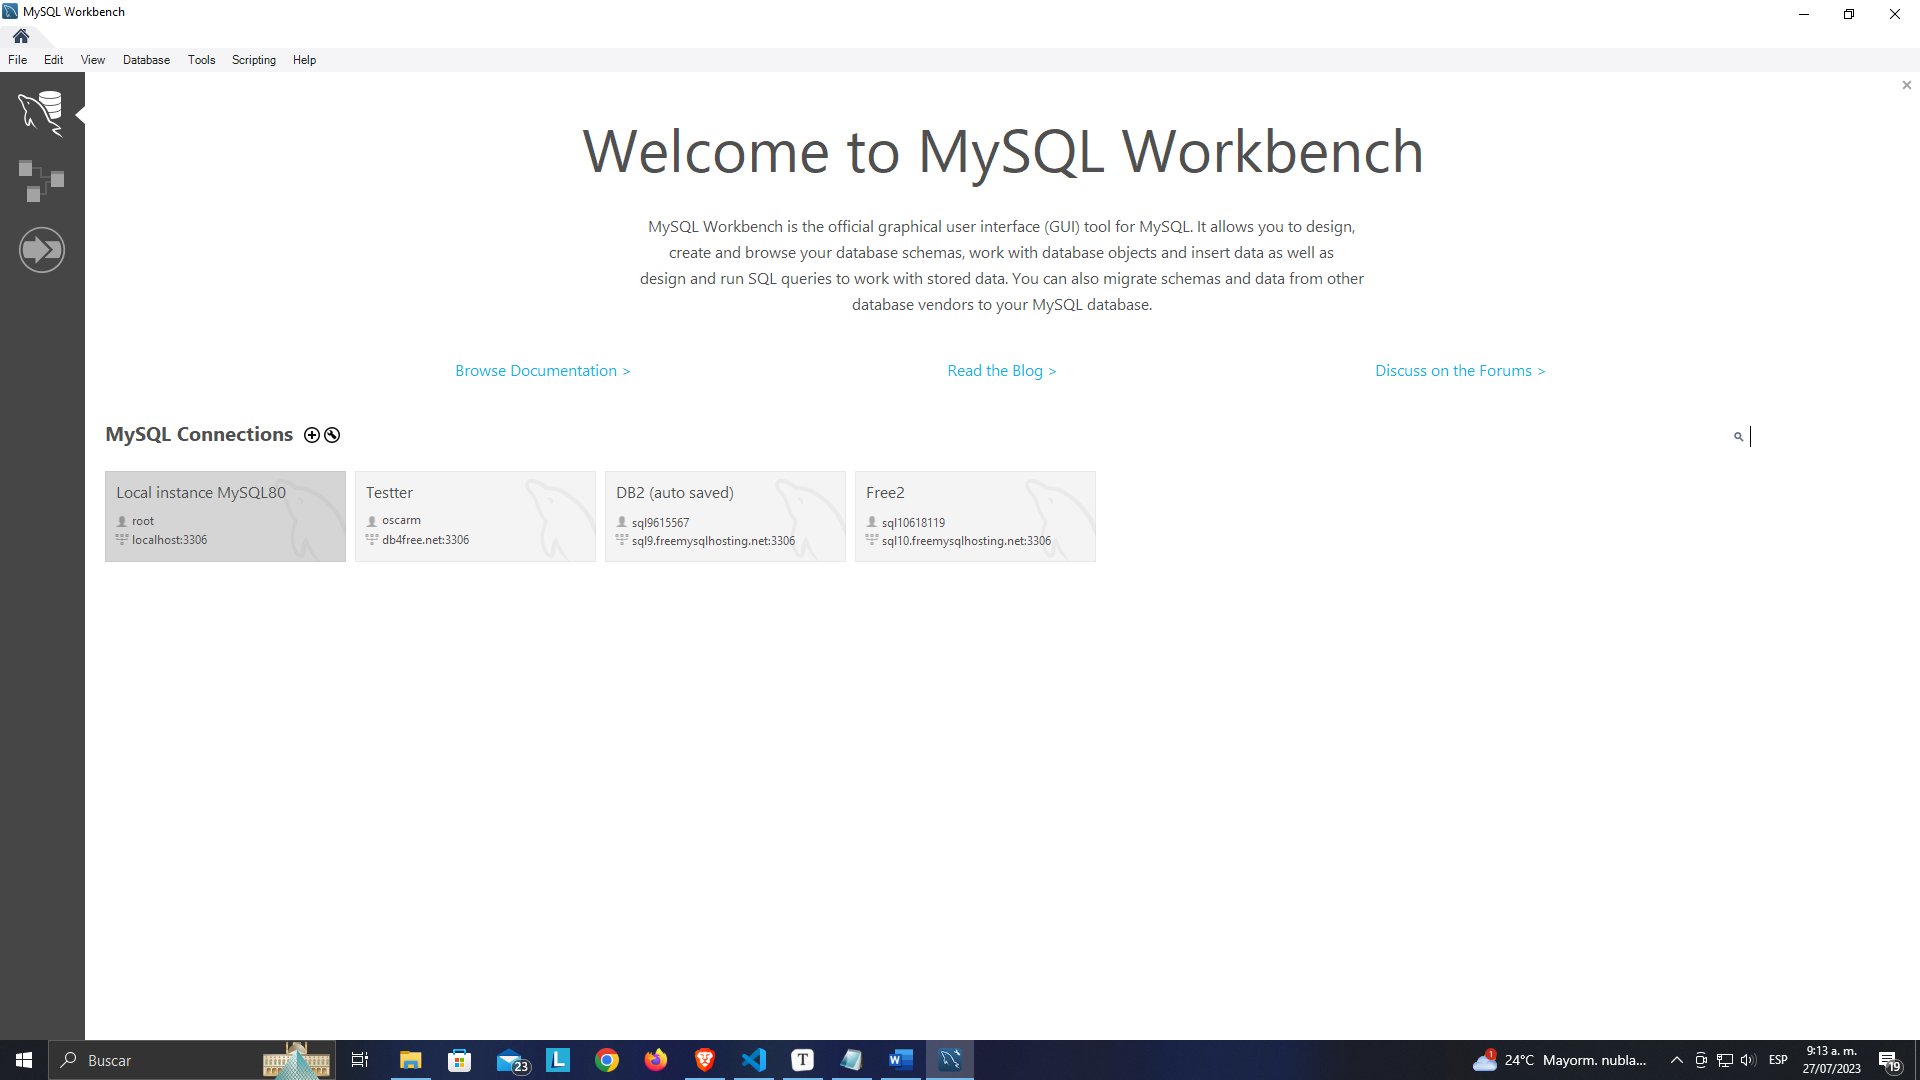 MySQL Workbench
File Edit View Database Tools Scripting Help
Welcome to MySQL Workbench
MySQL Workbench is the official graphical user interface (GUI) tool for MySQL. It allows you to design,
create and browse your database schemas, work with database objects and insert data as well as
design and run SQL queries to work with stored data. You can also migrate schemas and data from other
database vendors to your MySQL database.
Browse Documentation > Read the Blog > Discuss on the Forums >
MySQL Connections
Local instance MySQL80
root
localhost:3306
Testter
oscarm
db4free.net:3306
DB2 (auto saved)
sql9615567
sql9.freemysqlhosting.net:3306
Free2
sql10618119
sql10.freemysqlhosting.net:3306
Buscar
23
L
T
W
1
24°C Mayorm. nubla...
ESP
9:13 a. m.
27/07/2023
19